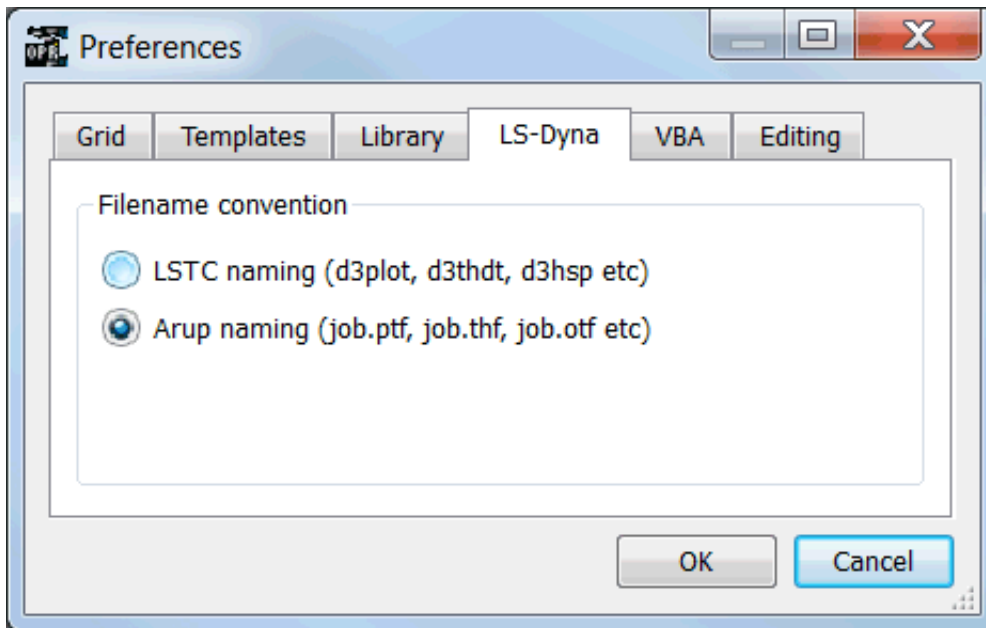 Preferences
Grid Templates Library LS-Dyna VBA Editing
Filename convention
LSTC naming (d3plot, d3thdt, d3hsp etc)
Arup naming (job.ptf, job.thf, job.otf etc)
OK Cancel